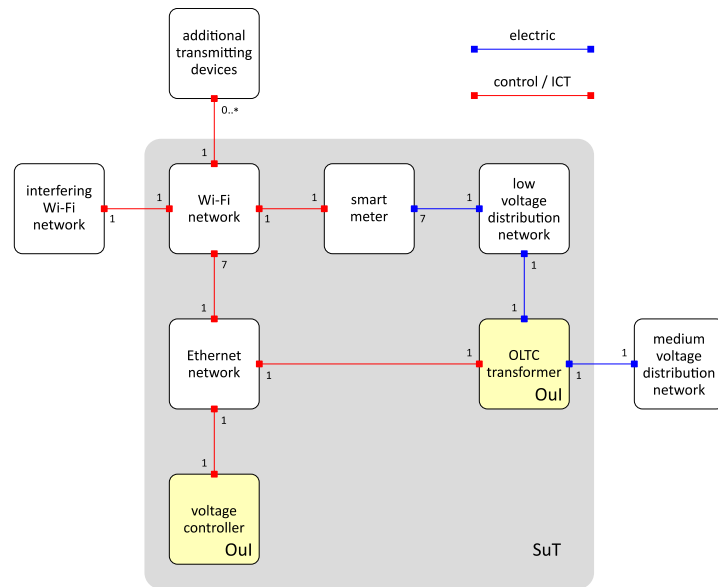 additional
transmitting
devices
electric
control / ICT
0..*
1
interfering
Wi-Fi
network
1
1
Wi-Fi
network
1
1
smart
meter
7
1
low
voltage
distribution
network
7
1
1
1
Ethernet
network
1
1
OLTC
transformer
OuI
1
1
medium
voltage
distribution
network
1
1
voltage
controller
OuI
SuT